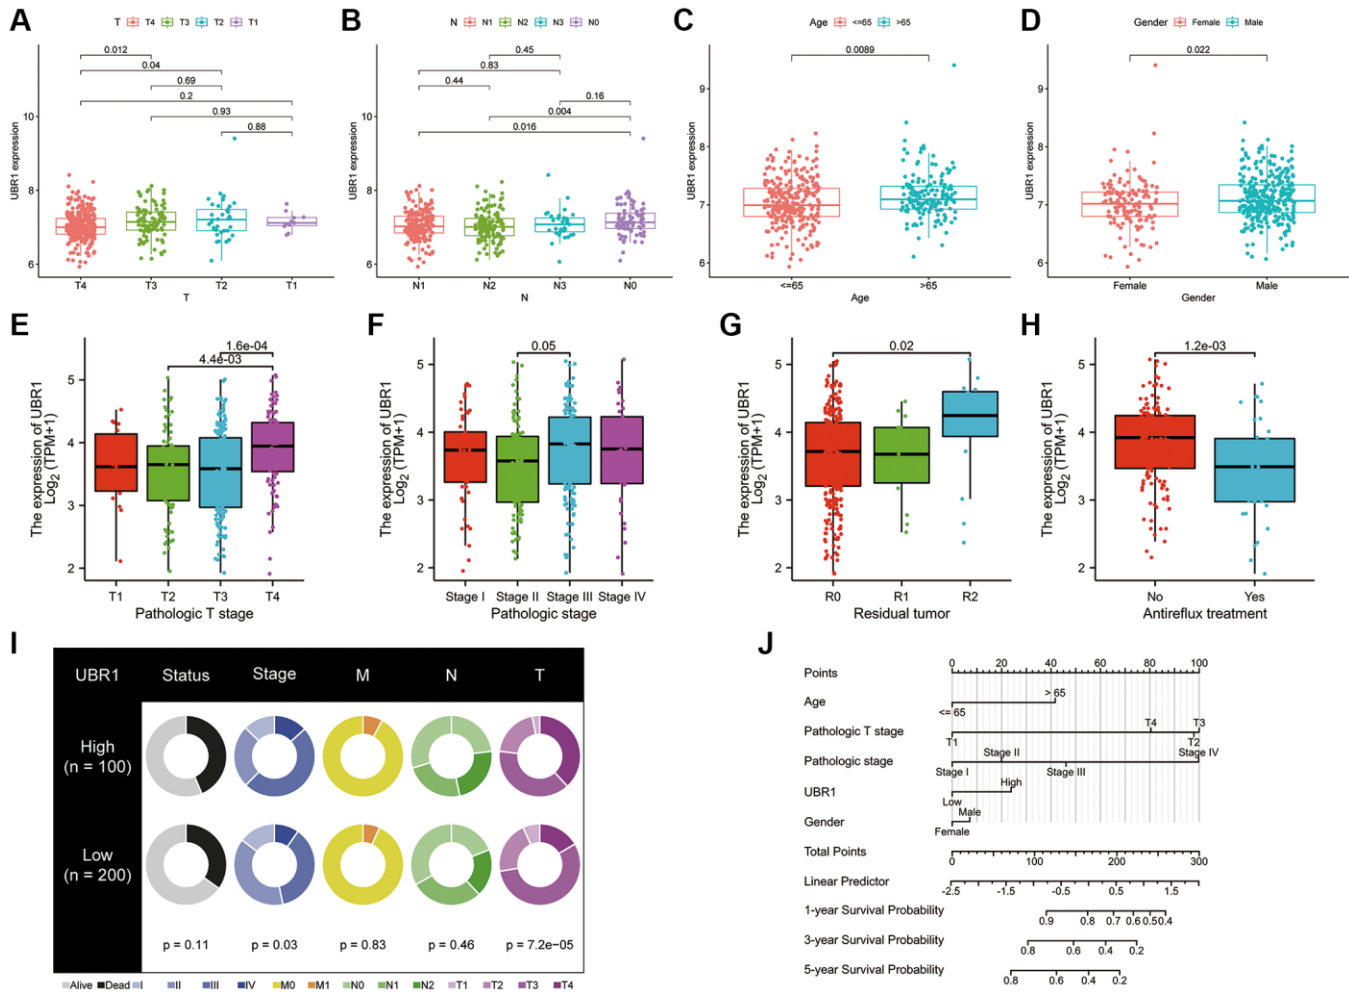 A
T T4 T3 T2 T1
0.012
0.04
0.69
0.2
0.93
0.88
UBR1 expression
10
8
6
T4 T3 T2 T1
T
B
N N1 N2 N3 N0
0.45
0.83
0.44
0.16
0.004
0.016
UBR1 expression
10
8
6
N1 N2 N3 N0
N
C
Age <=65 >65
0.0089
UBR1 expression
9
8
7
6
<=65 >65
Age
D
Gender Female Male
0.022
UBR1 expression
9
8
7
6
Female Male
Gender
E
1.6e-04
4.4e-03
The expression of UBR1
Log2 (TPM+1)
5
4
3
2
T1 T2 T3 T4
Pathologic T stage
F
0.05
The expression of UBR1
Log2 (TPM+1)
5
4
3
2
Stage I Stage II Stage III Stage IV
Pathologic stage
G
0.02
The expression of UBR1
Log2 (TPM+1)
5
4
3
2
R0 R1 R2
Residual tumor
H
1.2e-03
The expression of UBR1
Log2 (TPM+1)
5
4
3
2
No Yes
Antireflux treatment
I
UBR1 Status Stage M N T
High
(n = 100)
Low
(n = 200)
p = 0.11 p = 0.03 p = 0.83 p = 0.46 p = 7.2e−05
Alive Dead I II III IV M0 M1 N0 N1 N2 T1 T2 T3 T4
J
Points 0 20 40 60 80 100
Age <= 65 > 65
Pathologic T stage T1 T4 T2 T3
Pathologic stage Stage I Stage II Stage III Stage IV
UBR1 Low High
Gender Female Male
Total Points 0 100 200 300
Linear Predictor -2.5 -1.5 -0.5 0.5 1.5
1-year Survival Probability 0.9 0.8 0.7 0.6 0.5 0.4
3-year Survival Probability 0.8 0.6 0.4 0.2
5-year Survival Probability 0.8 0.6 0.4 0.2